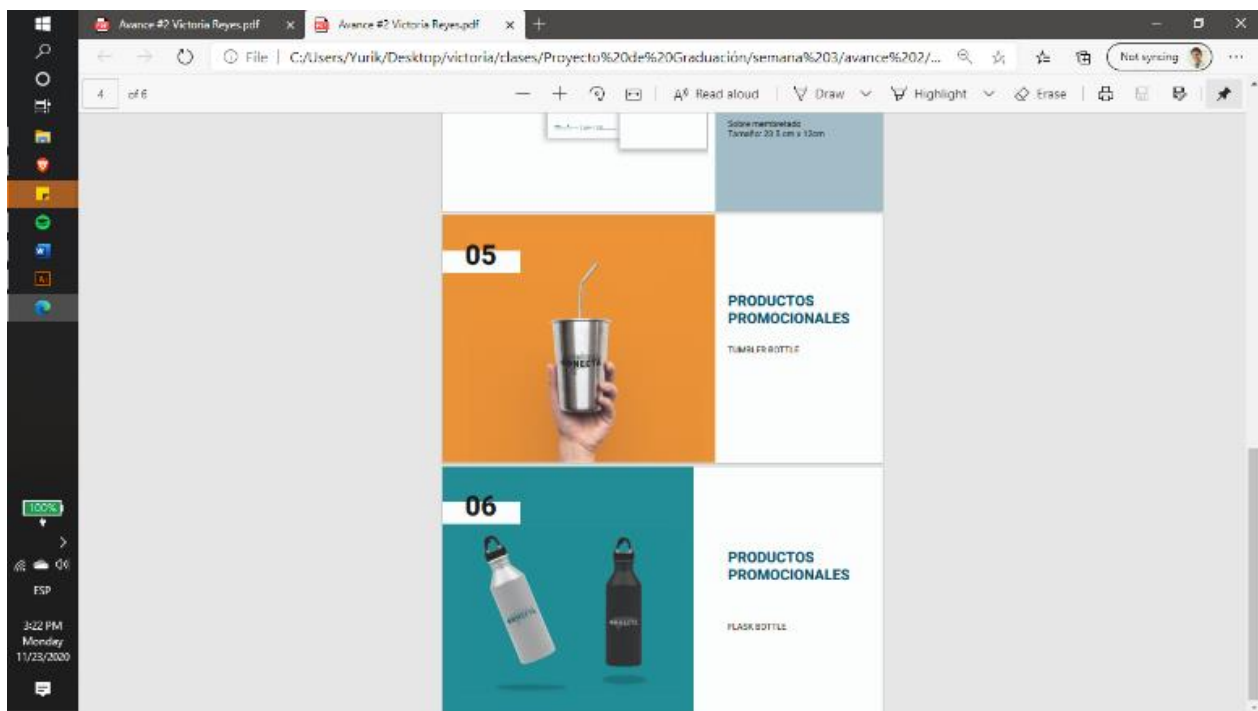 Avance #2 Victoria Reyes.pdf
Avance #2 Victoria Reyes.pdf
File
C:/Users/Yurik/Desktop/victoria/clases/Proyecto%20de%20Graduación/semana%203/avance%202/...
Not syncing
4 of 6
Read aloud
Draw
Highlight
Erase
Sobre membretado
05
PRODUCTOS
PROMOCIONALES
TUMBLER BOTTLE
06
PRODUCTOS
PROMOCIONALES
FLASK BOTTLE
100%
ESP
3:22 PM
Monday
11/23/2020